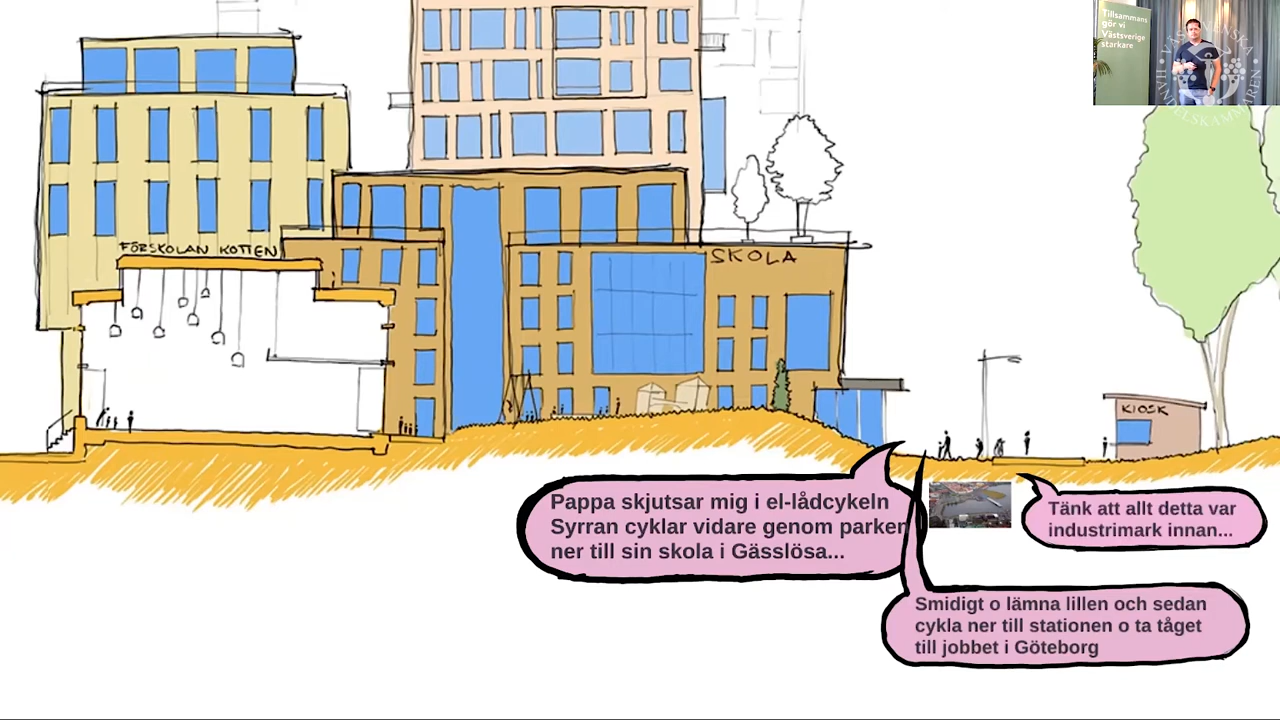 Tillsammans
gör vi
Västsverige
starkare
VÄSTSVENSKA
HANDELSKAMMAREN
FÖRSKOLAN KOTTEN
SKOLA
KIOSK
Pappa skjutsar mig i el-lådcykeln
Syrran cyklar vidare genom parken
ner till sin skola i Gässlösa...
Tänk att allt detta var
industrimark innan...
Smidigt o lämna lillen och sedan
cykla ner till stationen o ta tåget
till jobbet i Göteborg